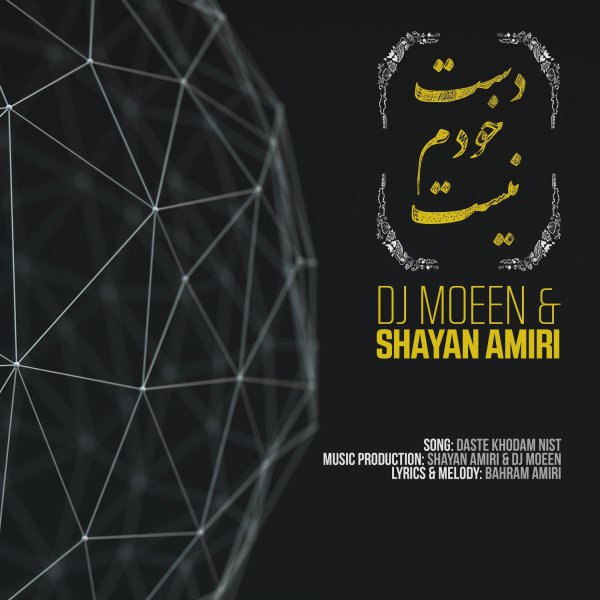 دست
خودم
نیست
DJ MOEEN &
SHAYAN AMIRI
SONG: DASTE KHODAM NIST
MUSIC PRODUCTION: SHAYAN AMIRI & DJ MOEEN
LYRICS & MELODY: BAHRAM AMIRI